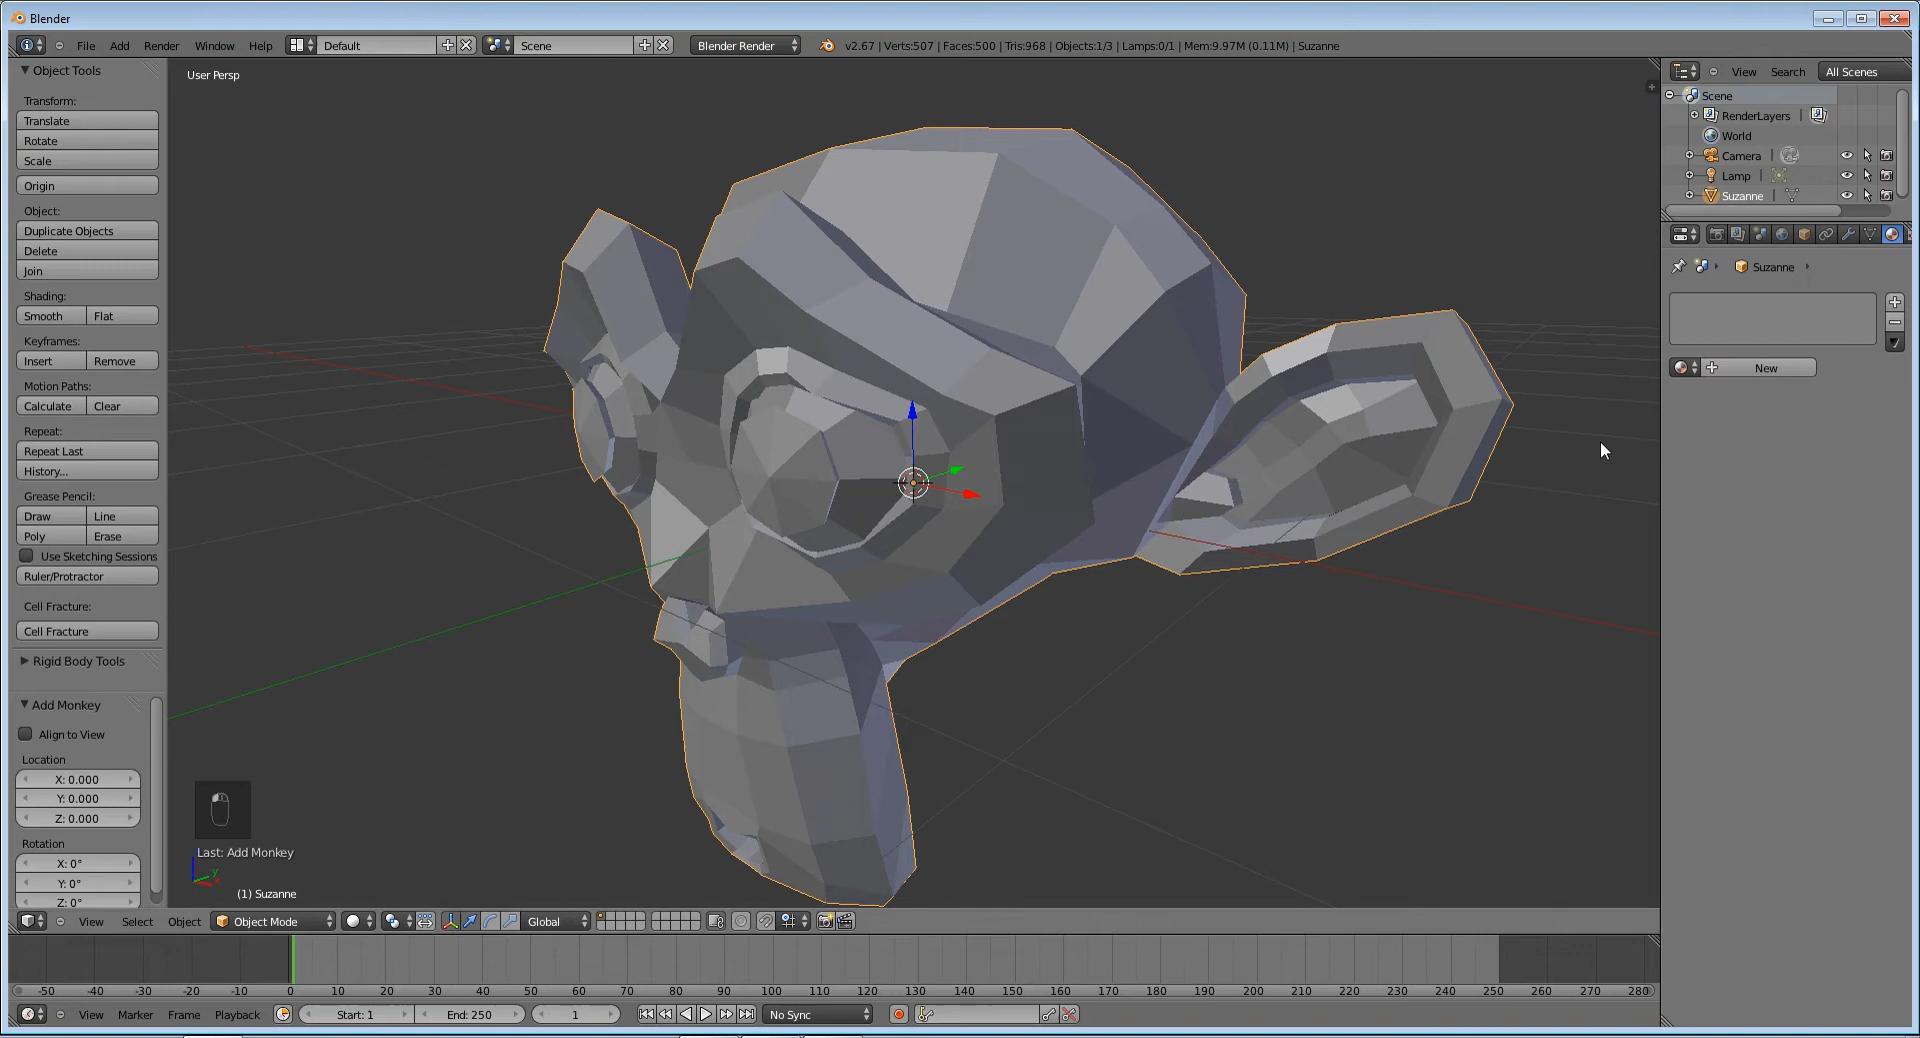 Blender
File Add Render Window Help Default Scene Blender Render v2.67 | Verts:507 | Faces:500 | Tris:968 | Objects:1/3 | Lamps:0/1 | Mem:9.97M (0.11M) | Suzanne
Object Tools
Transform:
Translate
Rotate
Scale
Origin
Object:
Duplicate Objects
Delete
Join
Shading:
Smooth Flat
Keyframes:
Insert Remove
Motion Paths:
Calculate Clear
Repeat:
Repeat Last
History...
Grease Pencil:
Draw Line
Poly Erase
Use Sketching Sessions
Ruler/Protractor
Cell Fracture:
Cell Fracture
Rigid Body Tools
Add Monkey
Align to View
Location
X: 0.000
Y: 0.000
Z: 0.000
Rotation
X: 0°
Y: 0°
Z: 0°
User Persp
Last: Add Monkey
z
y
x
(1) Suzanne
View Search All Scenes
Scene
RenderLayers
World
Camera
Lamp
Suzanne
Suzanne
New
View Select Object Object Mode Global
-50 -40 -30 -20 -10 0 10 20 30 40 50 60 70 80 90 100 110 120 130 140 150 160 170 180 190 200 210 220 230 240 250 260 270 280
View Marker Frame Playback Start: 1 End: 250 1 No Sync